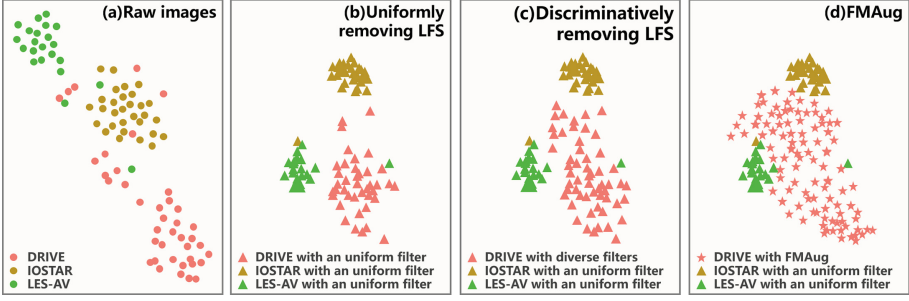 (a)Raw images
DRIVE
IOSTAR
LES-AV
(b)Uniformly
removing LFS
DRIVE with an uniform filter
IOSTAR with an uniform filter
LES-AV with an uniform filter
(c)Discriminatively
removing LFS
DRIVE with diverse filters
IOSTAR with an uniform filter
LES-AV with an uniform filter
(d)FMAug
DRIVE with FMAug
IOSTAR with an uniform filter
LES-AV with an uniform filter